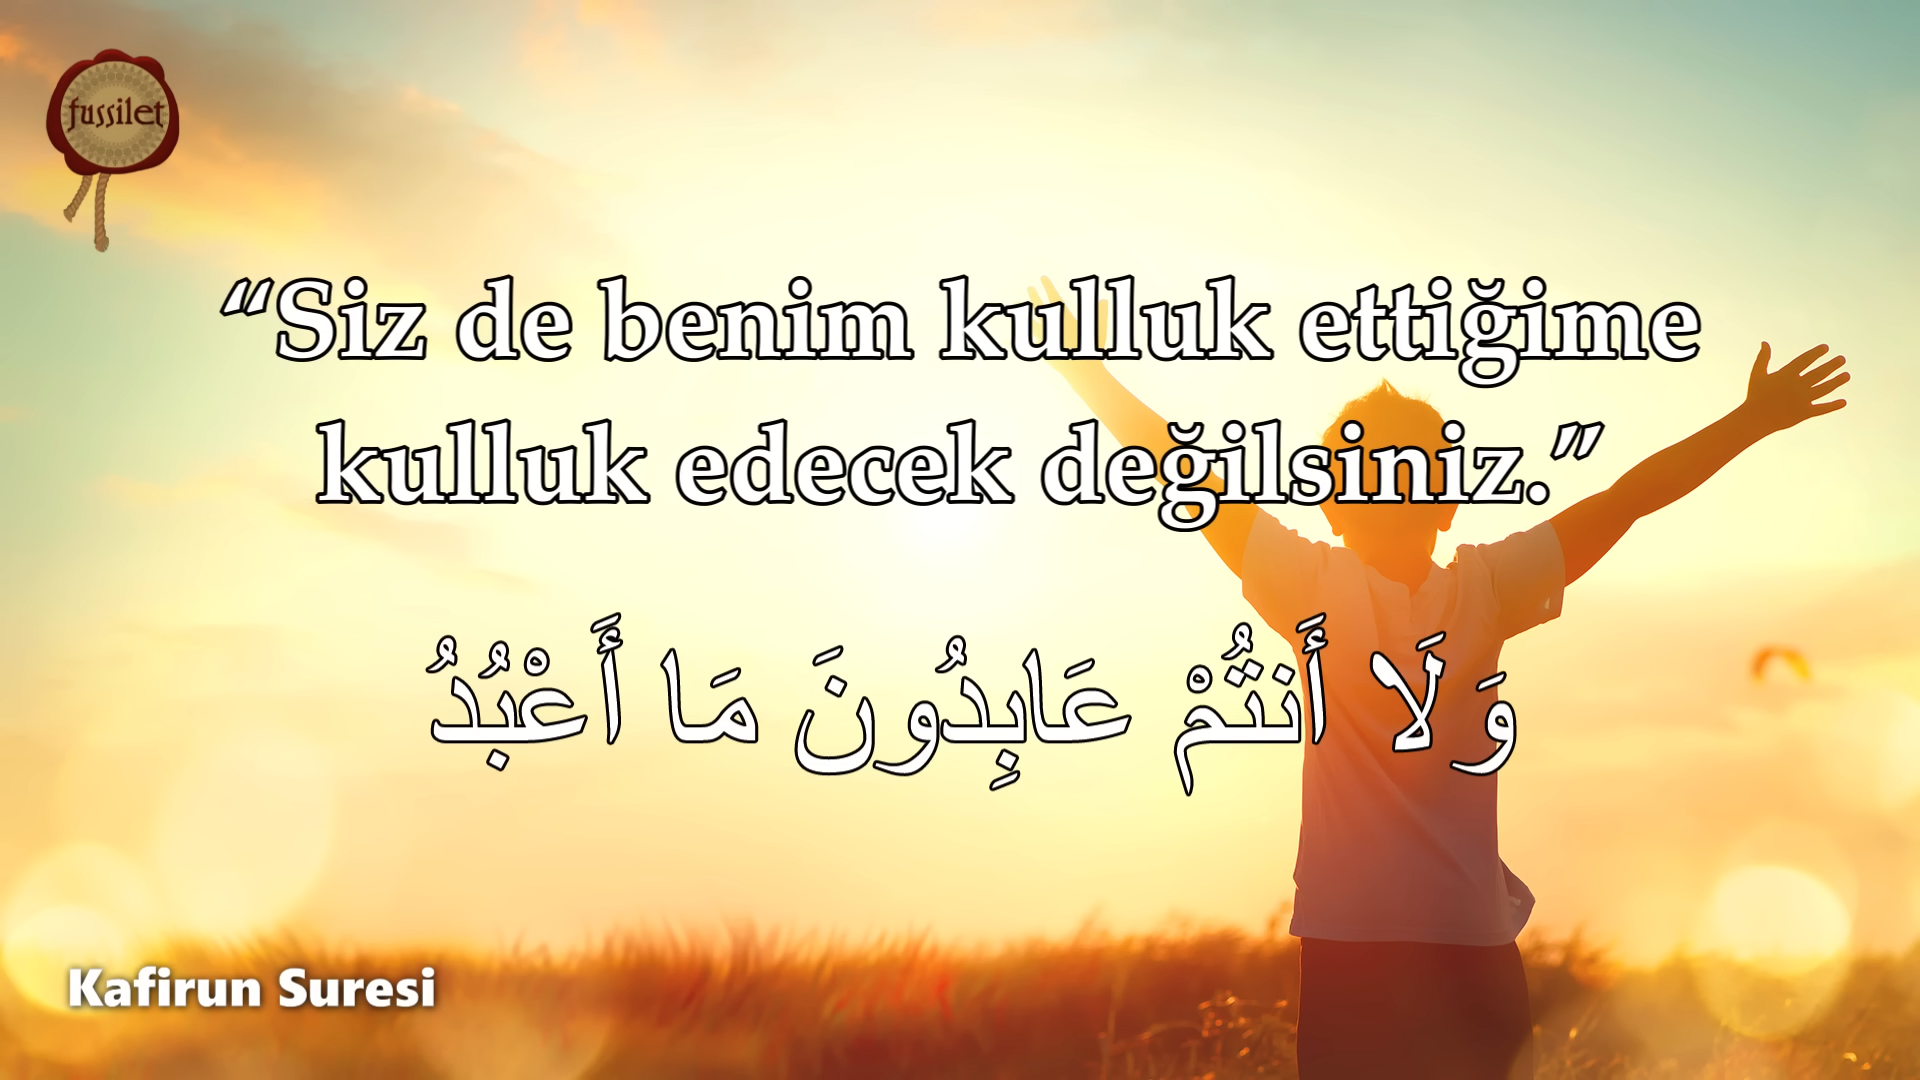 fussilet
“Siz de benim kulluk ettiğime
kulluk edecek değilsiniz.”
وَلَا أَنتُمْ عَابِدُونَ مَا أَعْبُدُ
Kafirun Suresi